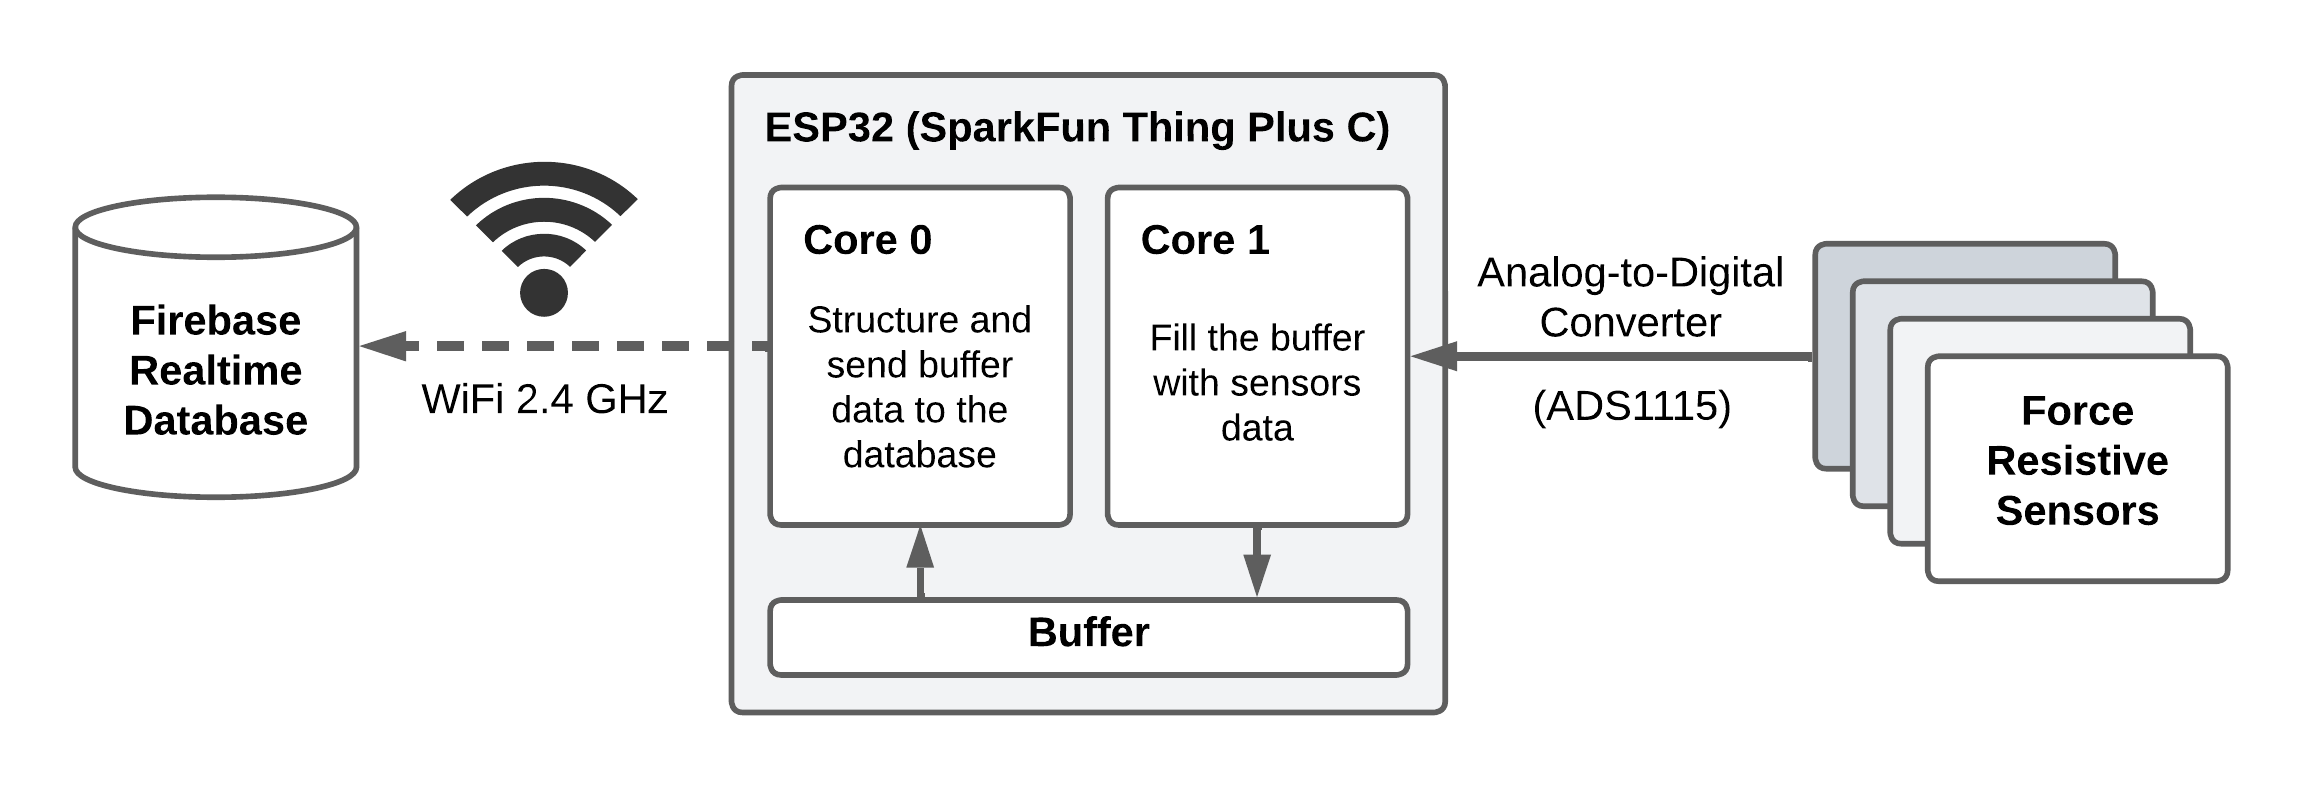 ESP32 (SparkFun Thing Plus C)
Firebase
Realtime
Database
WiFi 2.4 GHz
Core 0
Structure and
send buffer
data to the
database
Core 1
Fill the buffer
with sensors
data
Buffer
Analog-to-Digital
Converter
(ADS1115)
Force
Resistive
Sensors